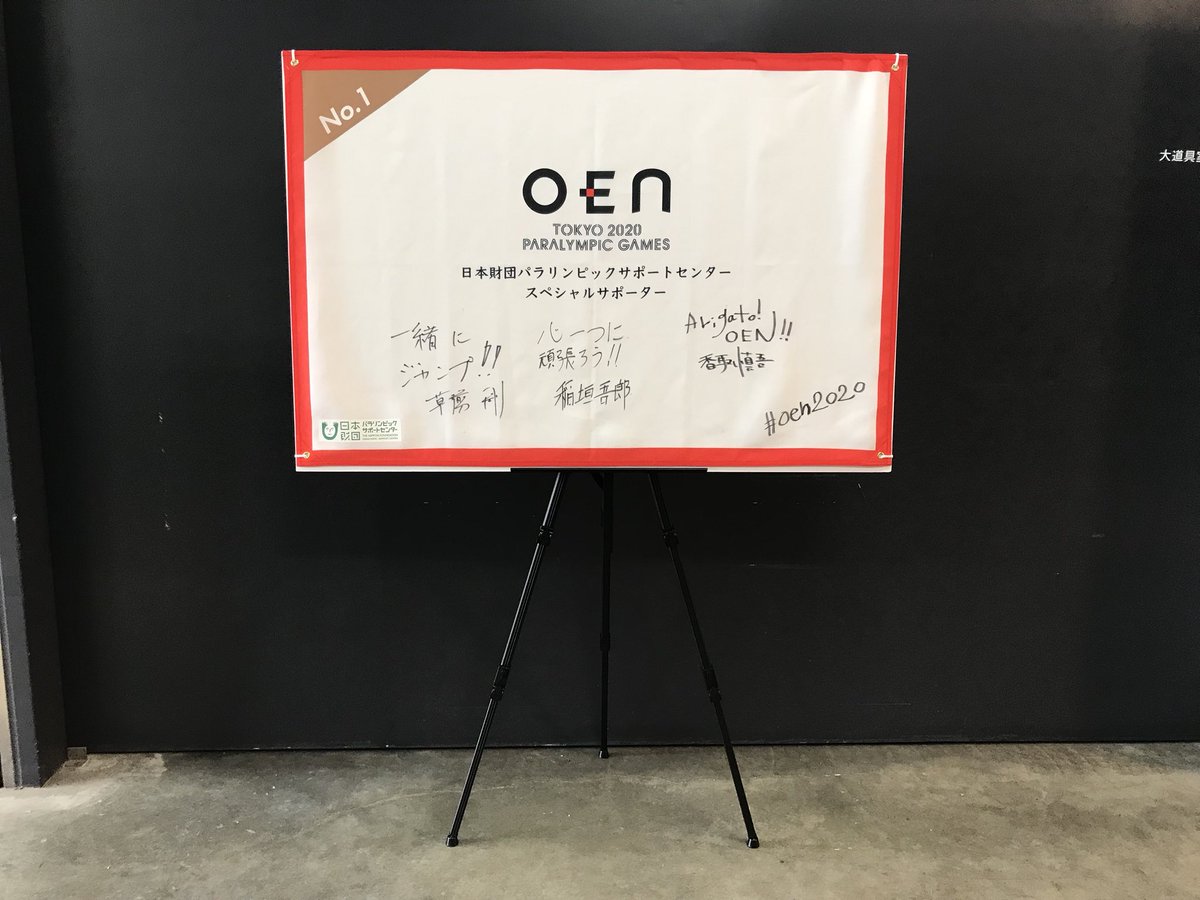 No.1
OEN
TOKYO 2020
PARALYMPIC GAMES
日本財団パラリンピックサポートセンター
スペシャルサポーター
一緒に
ジャンプ!!
草彅 剛
心一つに
頑張ろう!!
稲垣吾郎
Arigato!
OEN!!
香取慎吾
#oen2020
日本
財団
パラリンピック
サポートセンター
大道具室